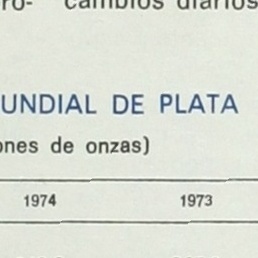 ro- cambios diarios
UNDIAL DE PLATA
ones de onzas)
1974 1973